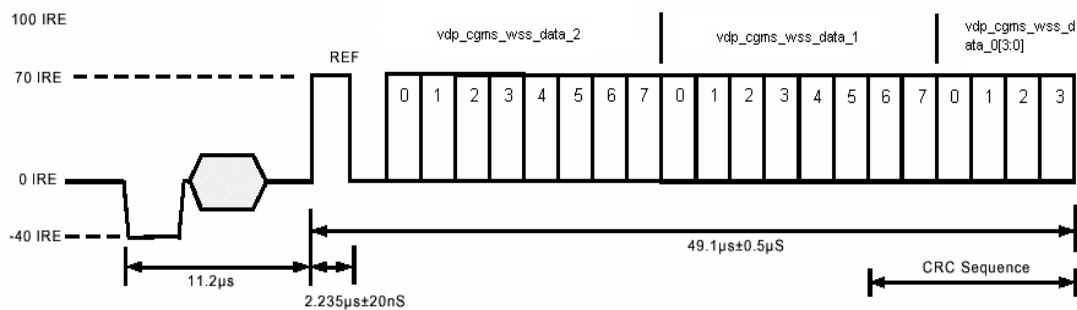 100 IRE
vdp_cgms_wss_data_2
vdp_cgms_wss_data_1
vdp_cgms_wss_d
ata_0[3:0]
REF
70 IRE
0 1 2 3 4 5 6 7 0 1 2 3 4 5 6 7 0 1 2 3
0 IRE
-40 IRE
49.1µs±0.5µS
11.2µs
CRC Sequence
2.235µs±20nS